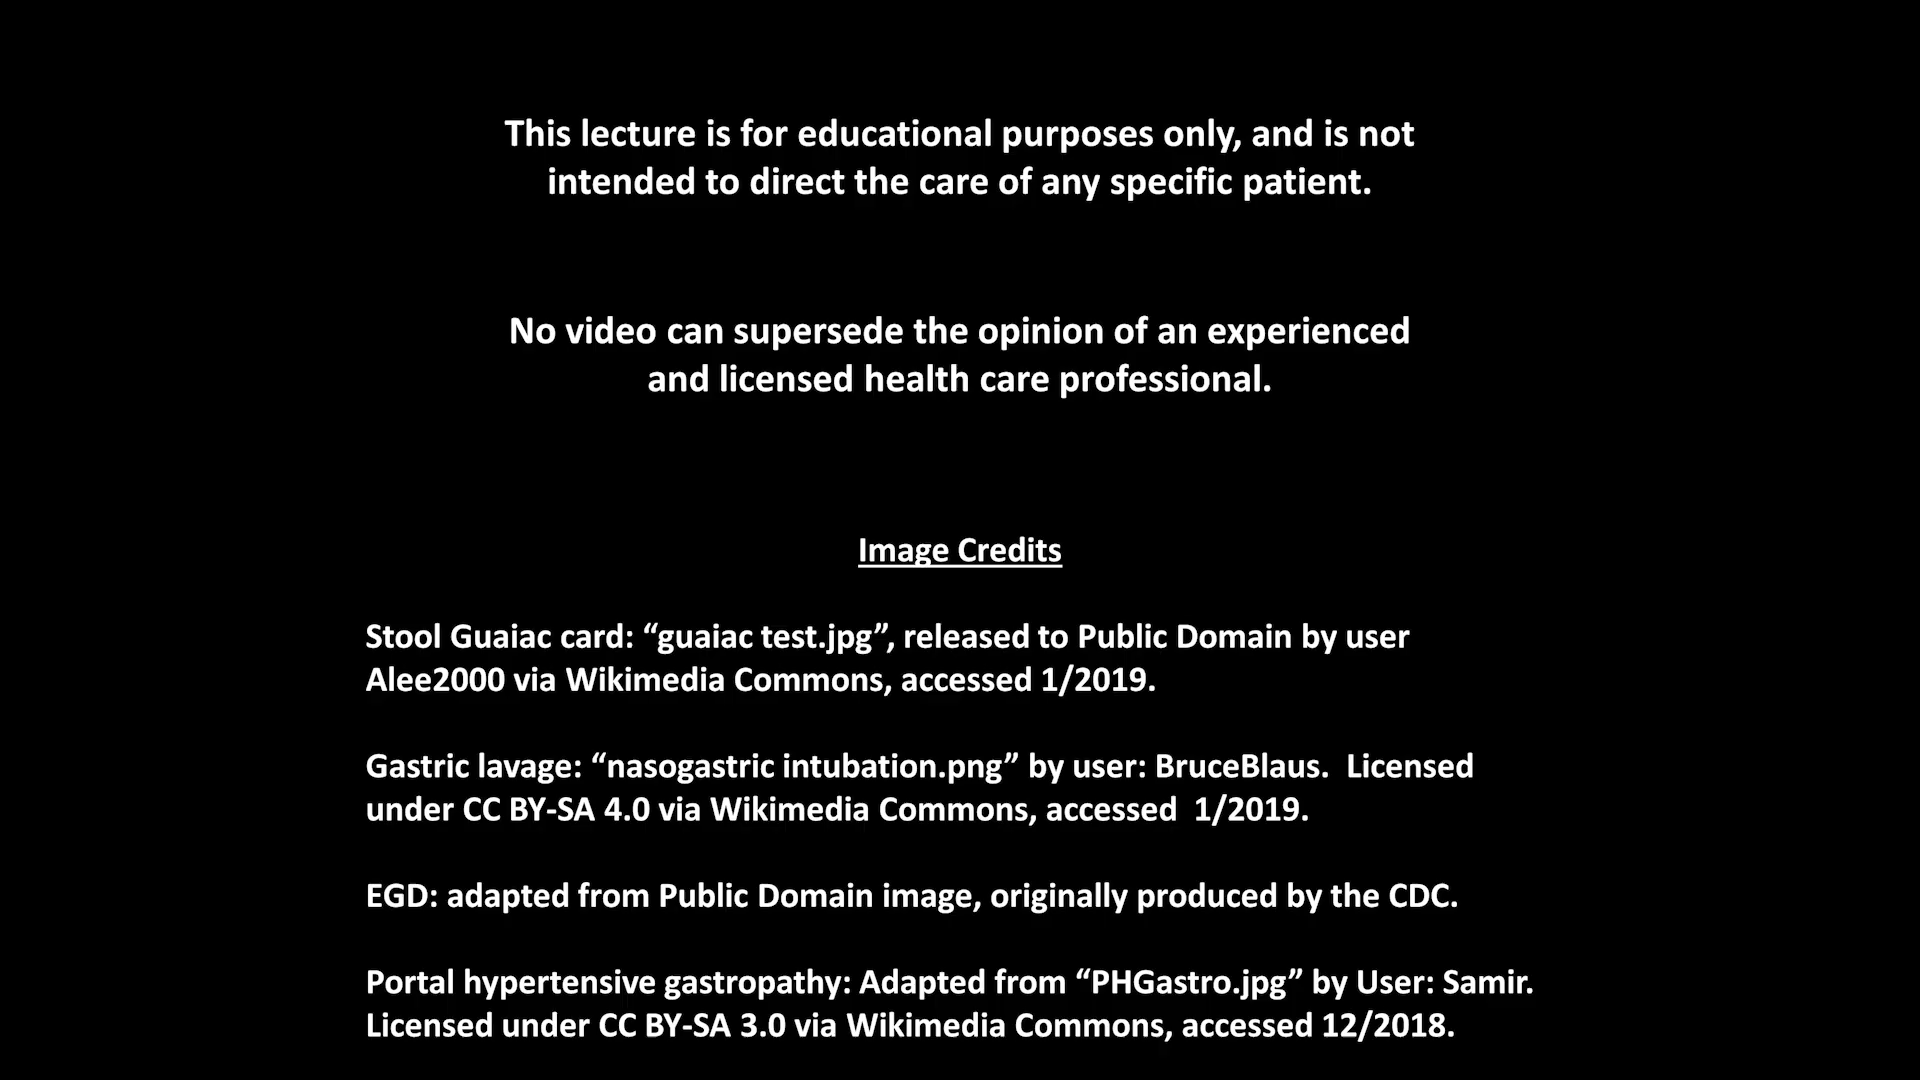 This lecture is for educational purposes only, and is not
intended to direct the care of any specific patient.
No video can supersede the opinion of an experienced
and licensed health care professional.
Image Credits
Stool Guaiac card: “guaiac test.jpg”, released to Public Domain by user
Alee2000 via Wikimedia Commons, accessed 1/2019.
Gastric lavage: “nasogastric intubation.png” by user: BruceBlaus.  Licensed
under CC BY-SA 4.0 via Wikimedia Commons, accessed  1/2019.
EGD: adapted from Public Domain image, originally produced by the CDC.
Portal hypertensive gastropathy: Adapted from “PHGastro.jpg” by User: Samir.
Licensed under CC BY-SA 3.0 via Wikimedia Commons, accessed 12/2018.